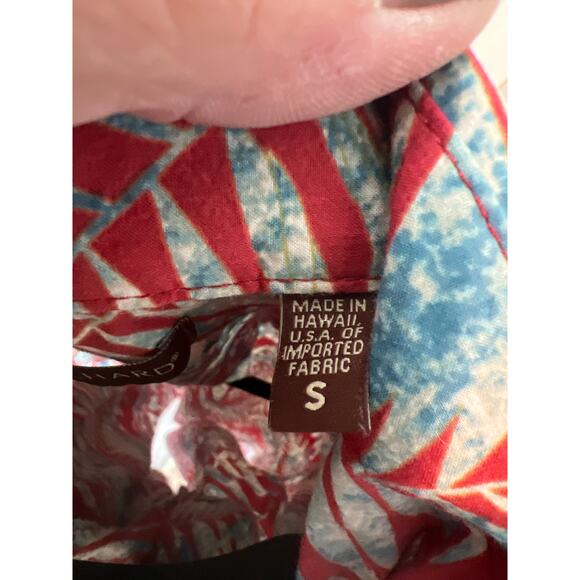 MADE IN
HAWAII,
U.S.A. OF
IMPORTED
FABRIC
S